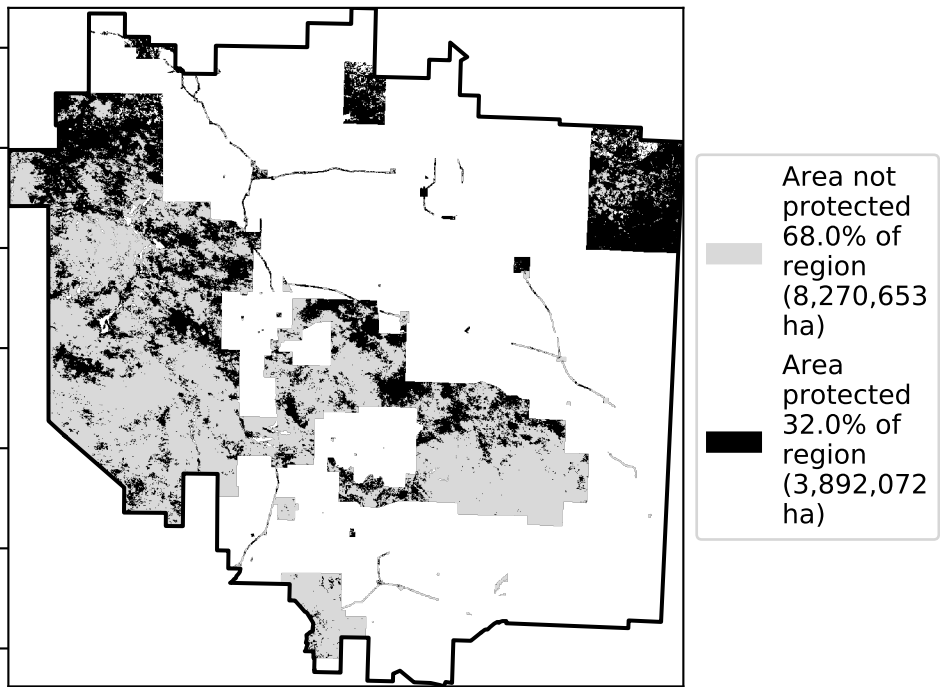 Area not
protected
68.0% of
region
(8,270,653
ha)
Area
protected
32.0% of
region
(3,892,072
ha)